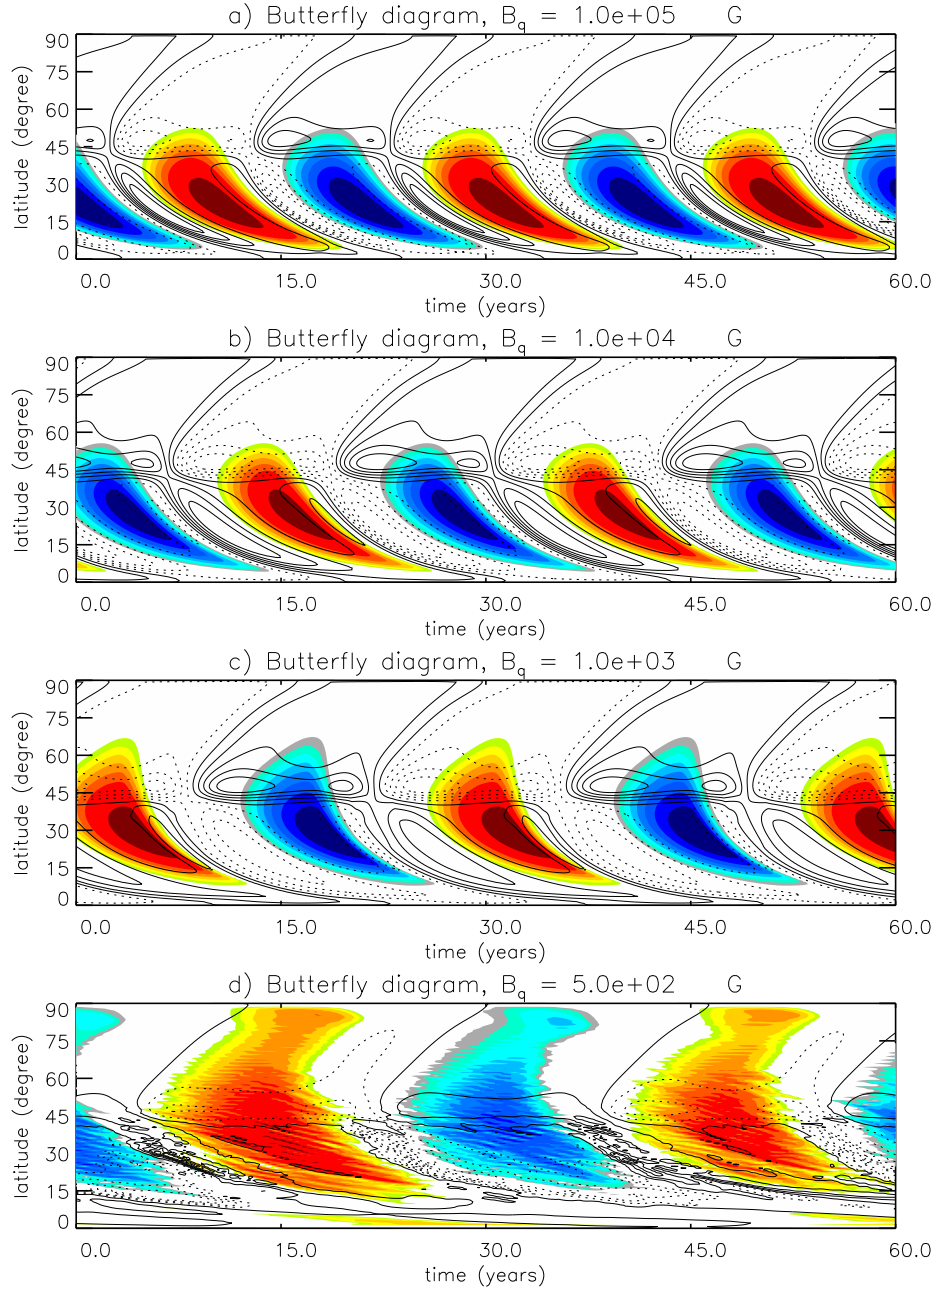 a) Butterfly diagram, Bq = 1.0e+05 G
90
75
60
45
30
15
0
latitude (degree)
0.0 15.0 30.0 45.0 60.0
time (years)
b) Butterfly diagram, Bq = 1.0e+04 G
90
75
60
45
30
15
0
latitude (degree)
0.0 15.0 30.0 45.0 60.0
time (years)
c) Butterfly diagram, Bq = 1.0e+03 G
90
75
60
45
30
15
0
latitude (degree)
0.0 15.0 30.0 45.0 60.0
time (years)
d) Butterfly diagram, Bq = 5.0e+02 G
90
75
60
45
30
15
0
latitude (degree)
0.0 15.0 30.0 45.0 60.0
time (years)